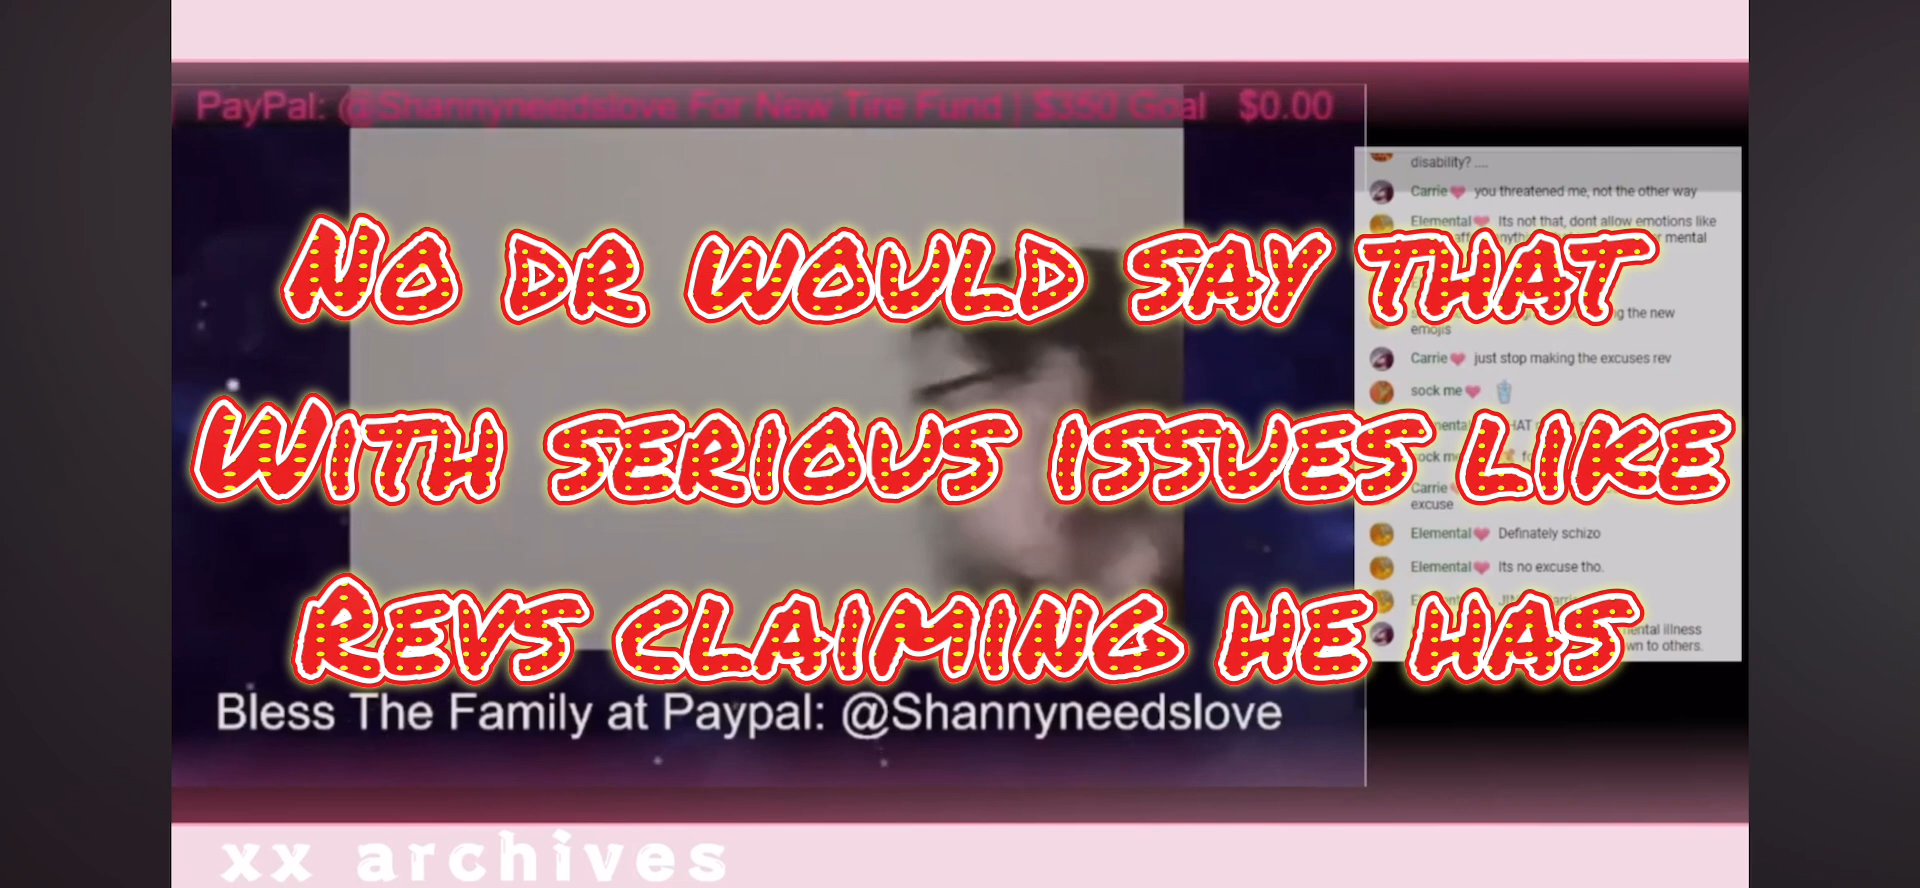 PayPal: @Shannyneedslove For New Tire Fund | $350 Goal $0.00
No dr would say that
With serious issues like
Revs claiming he has
Bless The Family at Paypal: @Shannyneedslove
disability? ....
Carrie you threatened me, not the other way
Elemental Its not that, dont allow emotions like
mental
the new
emojis
Carrie just stop making the excuses rev
sock me
Carrie
excuse
Elemental Definately schizo
Elemental Its no excuse tho.
mental illness
to others.
xx archives